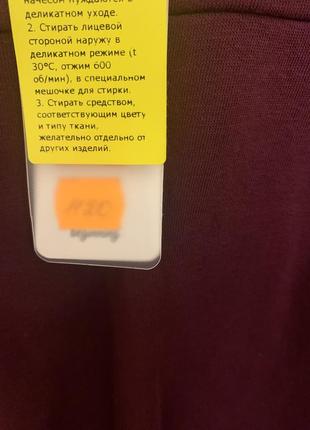 начесом нуждаются в
деликатном уходе.
2. Стирать лицевой
стороной наружу в
деликатном режиме (t
30°C, отжим 600
об/мин), в специальном
мешочке для стирки.
3. Стирать средством,
соответствующим цвету
и типу ткани,
желательно отдельно от
других изделий.